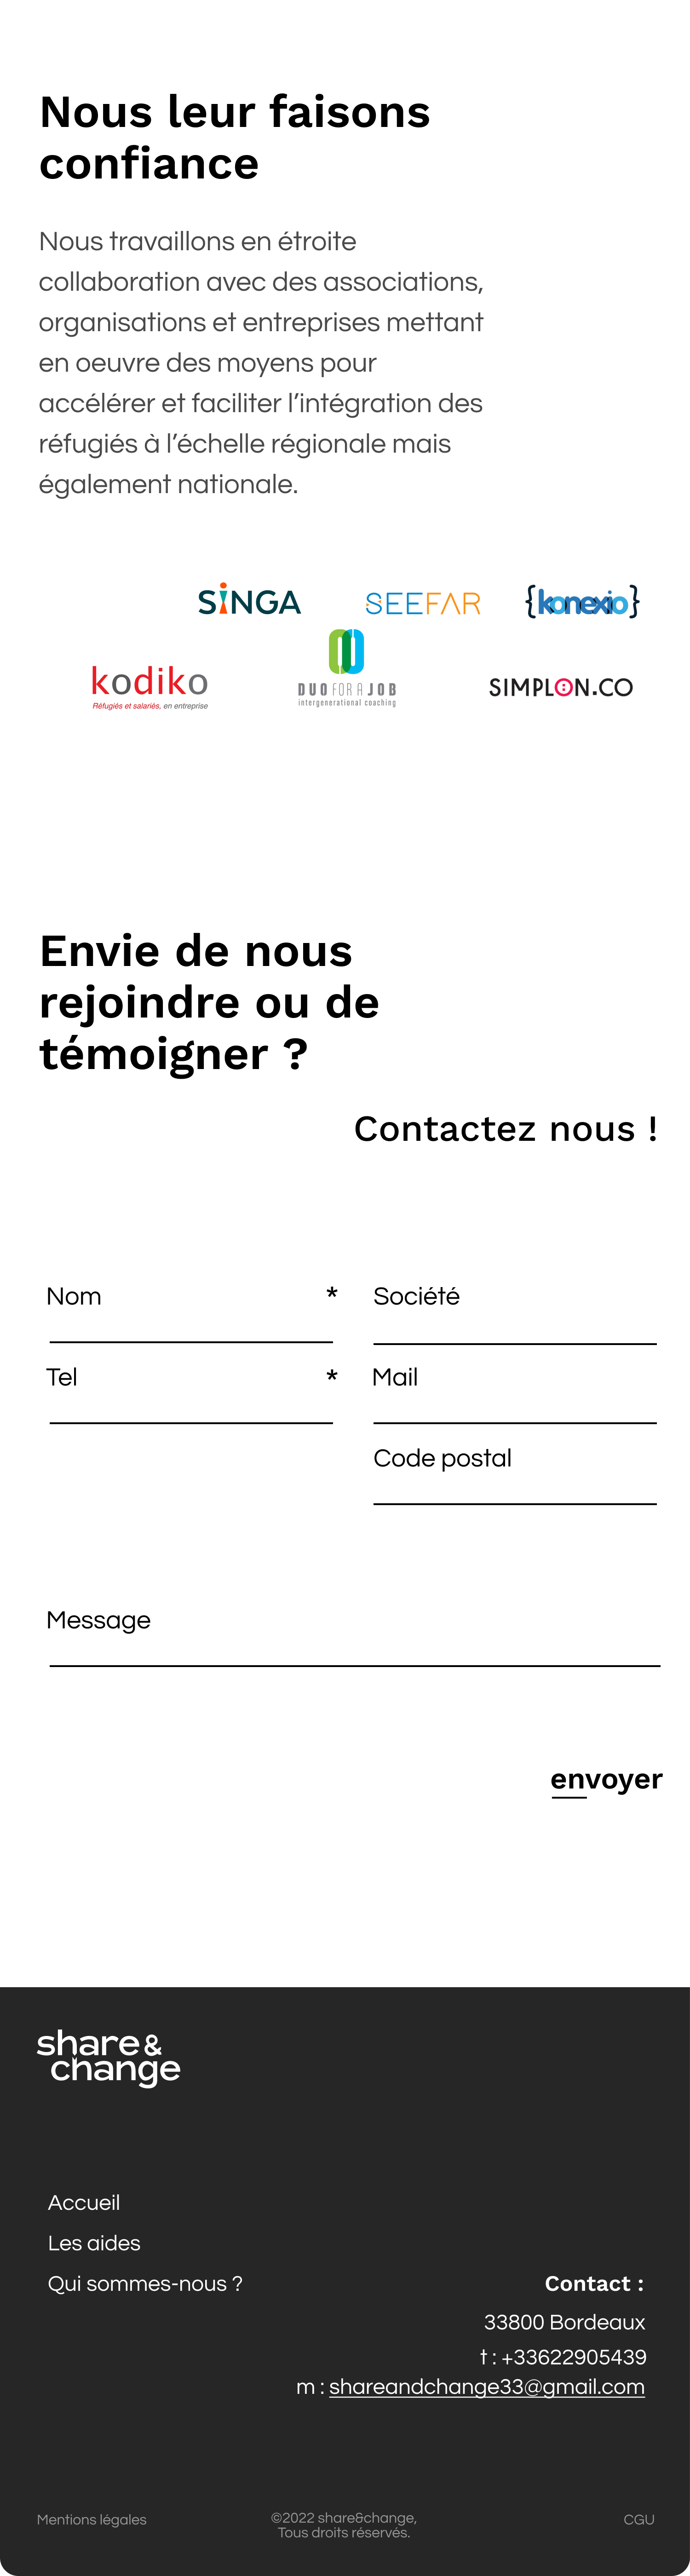 Nous leur faisons
confiance
Nous travaillons en étroite
collaboration avec des associations,
organisations et entreprises mettant
en oeuvre des moyens pour
accélérer et faciliter l’intégration des
réfugiés à l’échelle régionale mais
également nationale.
SiNGA
SEEFAR
{konexio}
kodiko
Réfugiés et salariés, en entreprise
DUO FOR A JOB
intergenerational coaching
SIMPLON.CO
Envie de nous
rejoindre ou de
témoigner ?
Contactez nous !
Nom *
Société
Tel *
Mail
Code postal
Message
envoyer
share &
change
Accueil
Les aides
Qui sommes-nous ?
Contact :
33800 Bordeaux
t : +33622905439
m : shareandchange33@gmail.com
Mentions légales
©2022 share&change,
Tous droits réservés.
CGU